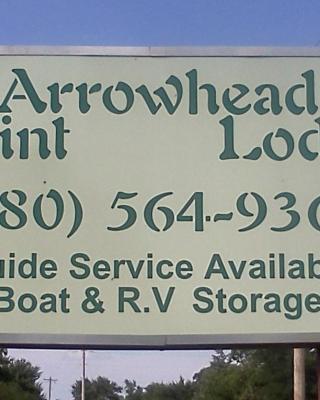 Arrowhead
int Lod
80) 564-936
uide Service Availab
Boat & R.V Storage